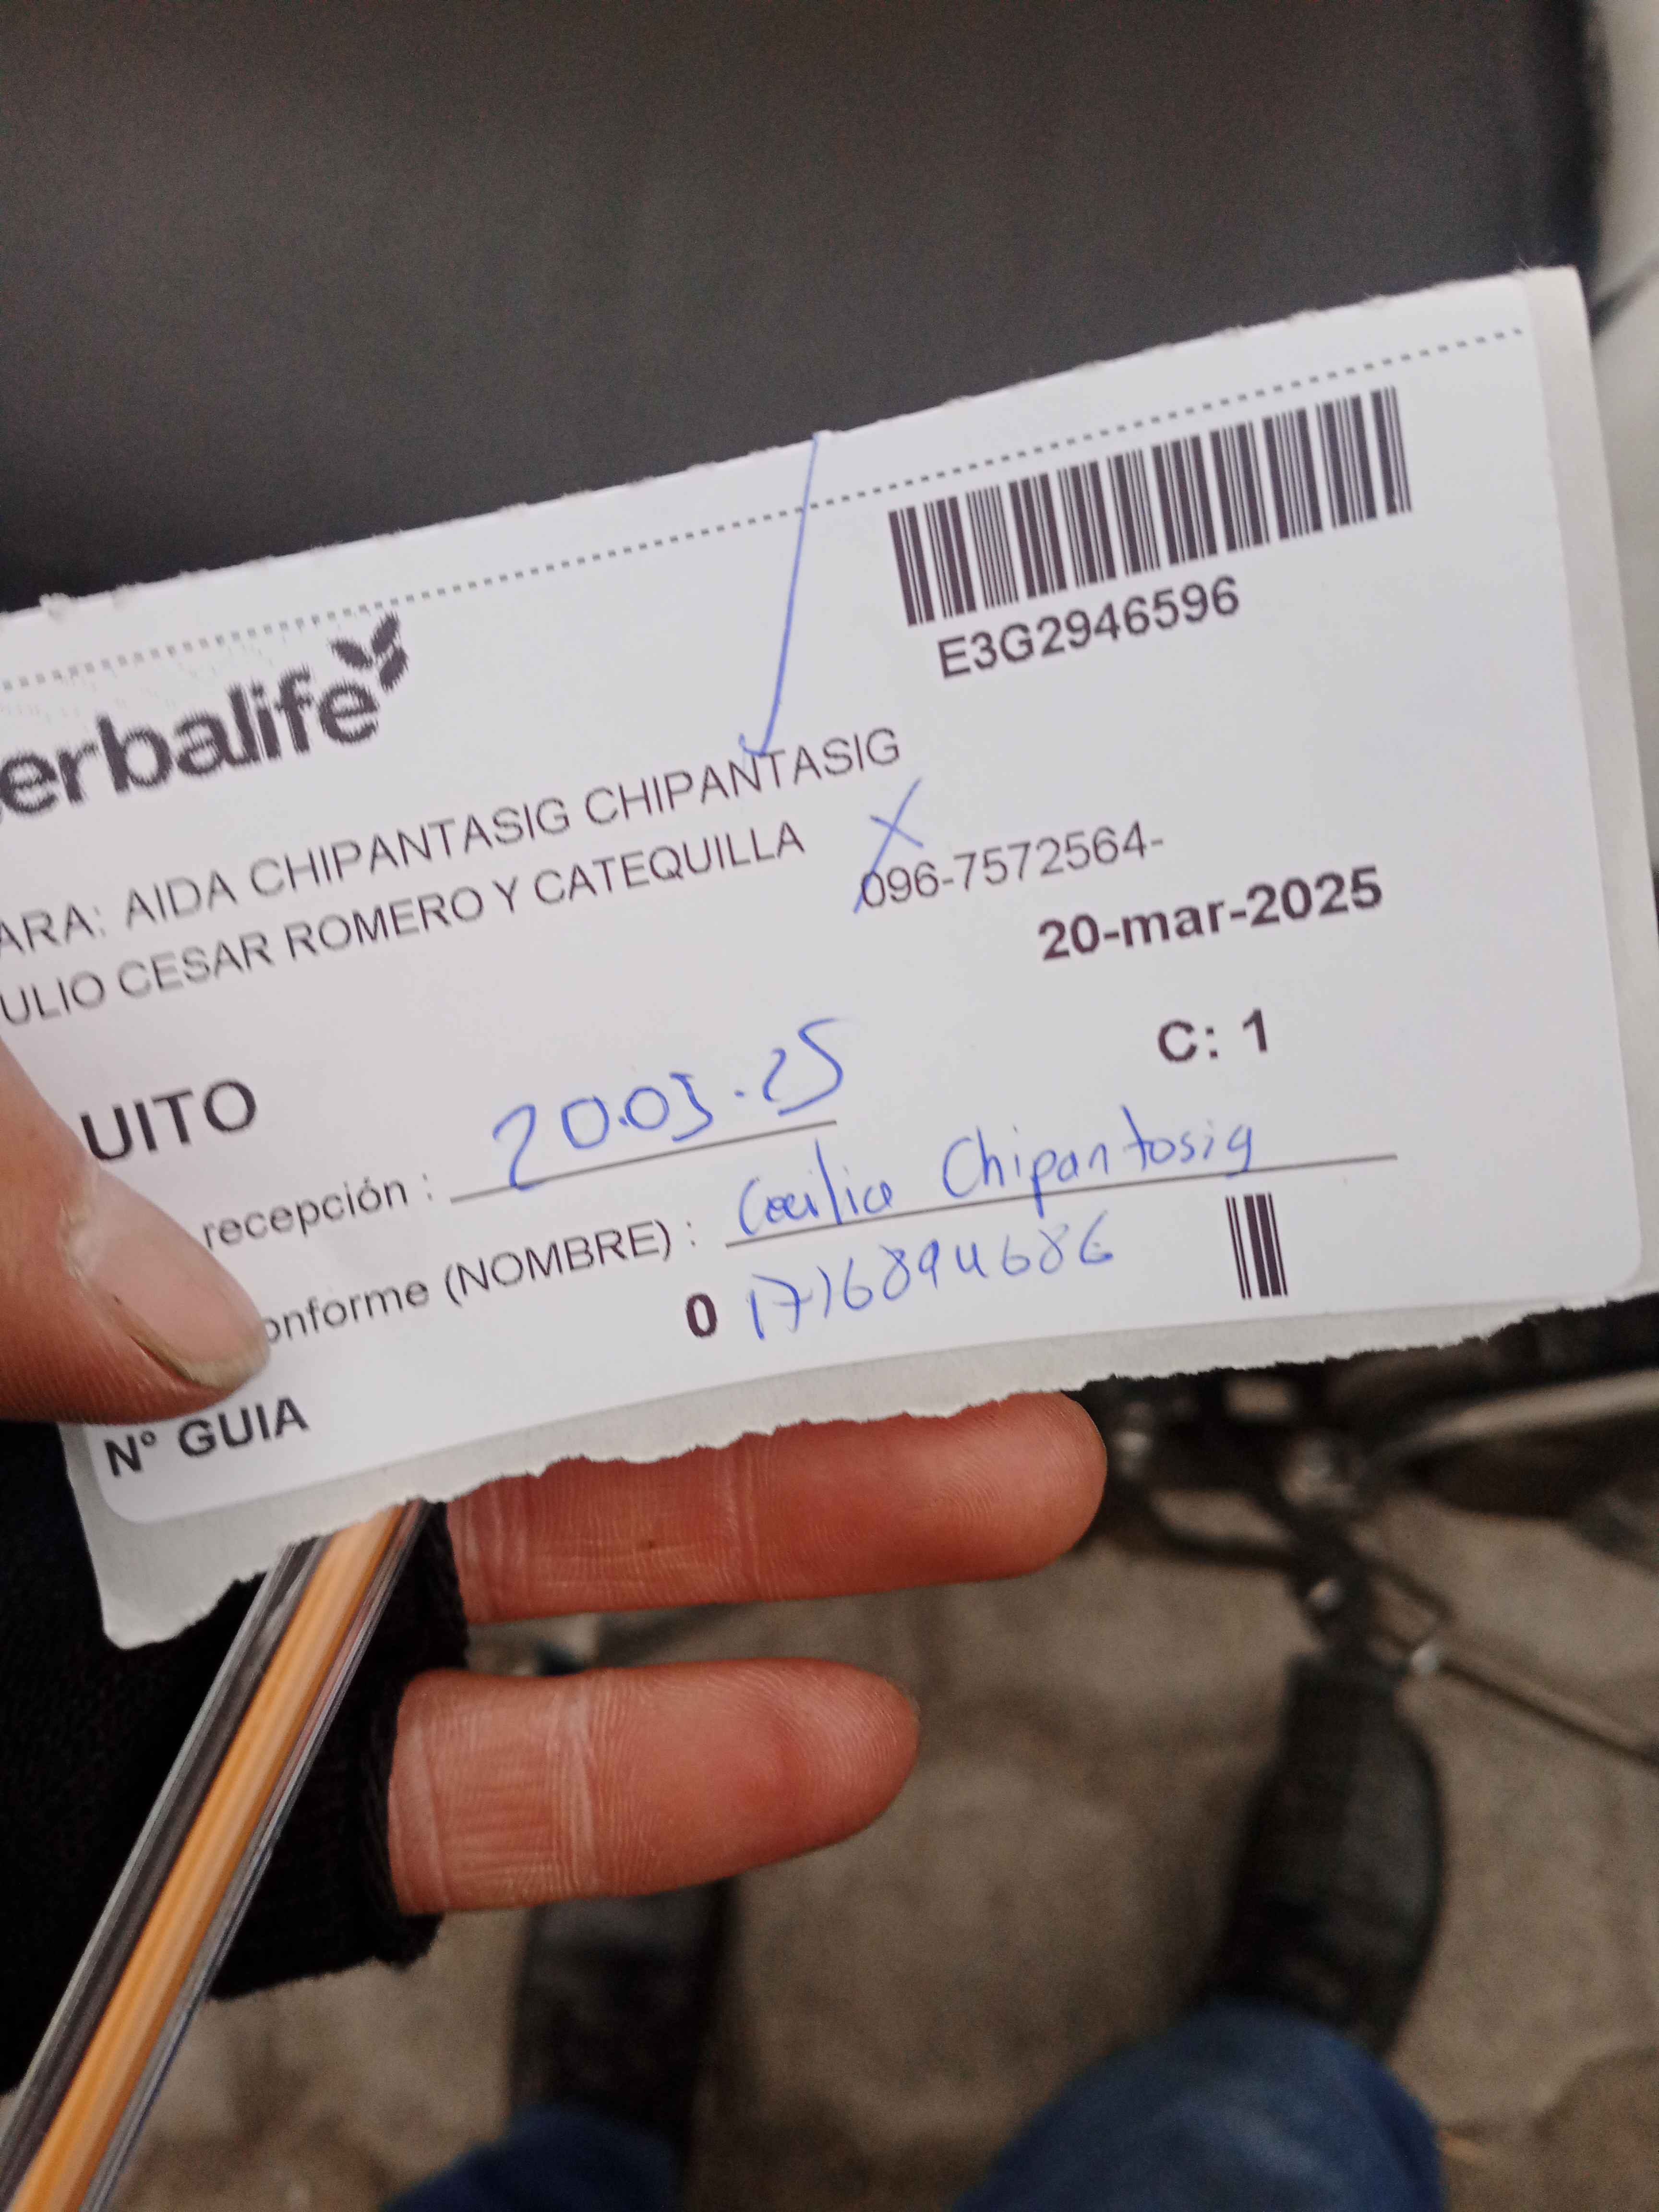 erbalife
E3G2946596
ARA: AIDA CHIPANTASIG CHIPANTASIG
ULIO CESAR ROMERO Y CATEQUILLA
096-7572564-
20-mar-2025
UITO
C: 1
recepción : 20.03.25
onforme (NOMBRE) : Cecilia Chipantasig
0 1716894686
N° GUIA